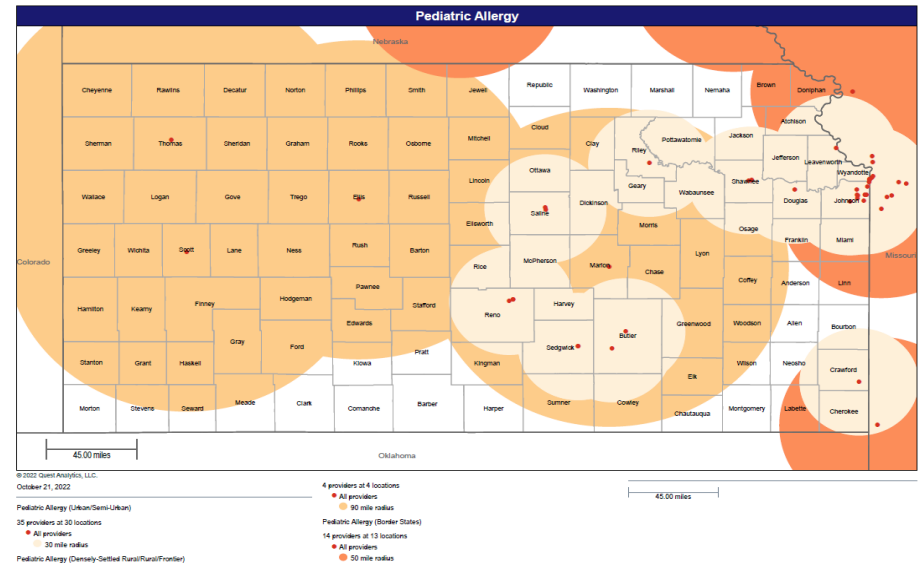 Pediatric Allergy
Nebraska
Cheyenne Rawlins Decatur Norton Phillips Smith Jewell Republic Washington Marshall Nemaha Brown Doniphan
Atchison
Sherman Thomas Sheridan Graham Rooks Osborne Mitchell Cloud Clay Riley Pottawatomie Jackson
Jefferson Leavenworth
Wyandotte
Ottawa
Lincoln Geary Wabaunsee Shawnee
Wallace Logan Gove Trego Ellis Russell Dickinson Douglas Johnson
Saline
Ellsworth Morris Osage
Franklin Miami
Greeley Wichita Scott Lane Ness Rush Barton McPherson Marion Chase Lyon
Colorado
Missouri
Rice
Pawnee
Coffey Anderson Linn
Hamilton Kearny Finney Hodgeman Stafford Reno Harvey
Edwards
Butler Greenwood Woodson Allen Bourbon
Gray Ford
Sedgwick
Stanton Grant Haskell Kiowa Pratt Kingman Elk Wilson Neosho Crawford
Morton Stevens Seward Meade Clark Comanche Barber Harper Sumner Cowley Chautauqua Montgomery Labette Cherokee
45.00 miles
Oklahoma
© 2022 Quest Analytics, LLC.
October 21, 2022
Pediatric Allergy (Urban/Semi-Urban)
35 providers at 30 locations
All providers
30 mile radius
Pediatric Allergy (Densely-Settled Rural/Rural/Frontier)
4 providers at 4 locations
All providers
90 mile radius
Pediatric Allergy (Border States)
14 providers at 13 locations
All providers
50 mile radius
45.00 miles